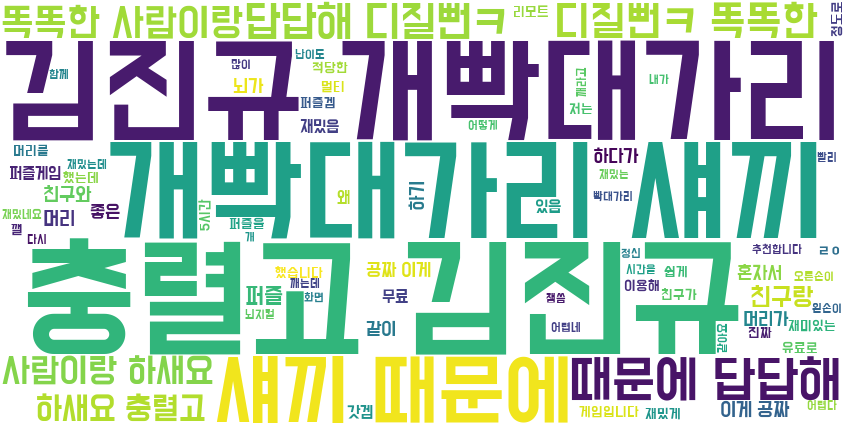 똑똑한 사람이랑 답답해 디질뻔ㅋ 리모트 디질뻔ㅋ 똑똑한 정도로
김진규 개빡대가리
함께 많이 난이도 적당한 뇌가 멀티 퍼즐겜 재밌음 어떻게 깨라고 저는 내가
개빡대가리 섀끼
머리를 재밌는데 퍼즐게임 했는데 친구와 재밌네요 머리 좋은 깰 다시
5시간 퍼즐을 개 왜 하기 있음 하다가 재밌는 빡대가리 빨리
충렬고 김진규
했습니다 공짜 이게 퍼즐 깨는데 화면 무료 뇌지컬 같이
잼씀 어렵네 정신 시간을 쉽게 이용해 친구가 추천합니다 ㄹㅇ 혼자서 오른손이
친구랑 왼손이 머리가 재미있는 같아요 진짜 유료로
사람이랑 하새요 섀끼 때문에 때문에 답답해
하새요 충렬고 갓겜 게임입니다 재밌게 이게 공짜 어렵다